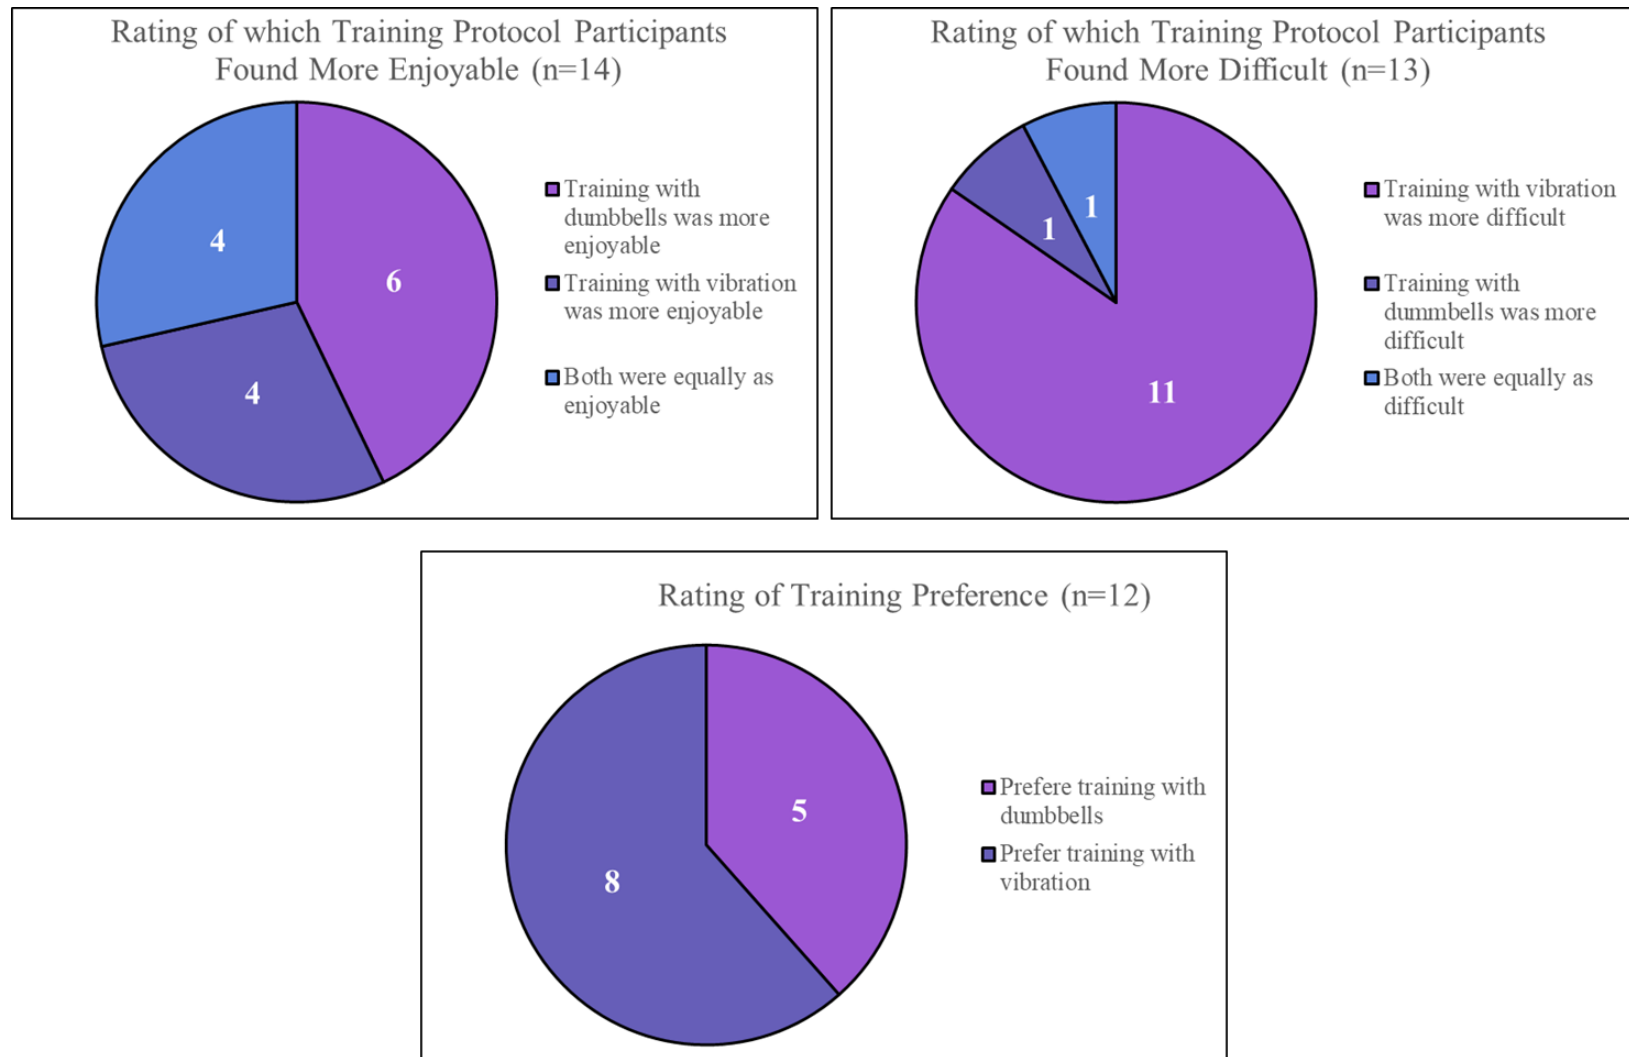 Rating of which Training Protocol Participants
Found More Enjoyable (n=14)
4
6
4
Training with
dumbbells was more
enjoyable
Training with vibration
was more enjoyable
Both were equally as
enjoyable
Rating of which Training Protocol Participants
Found More Difficult (n=13)
1
1
11
Training with vibration
was more difficult
Training with
dummbells was more
difficult
Both were equally as
difficult
Rating of Training Preference (n=12)
5
8
Prefere training with
dumbbells
Prefer training with
vibration